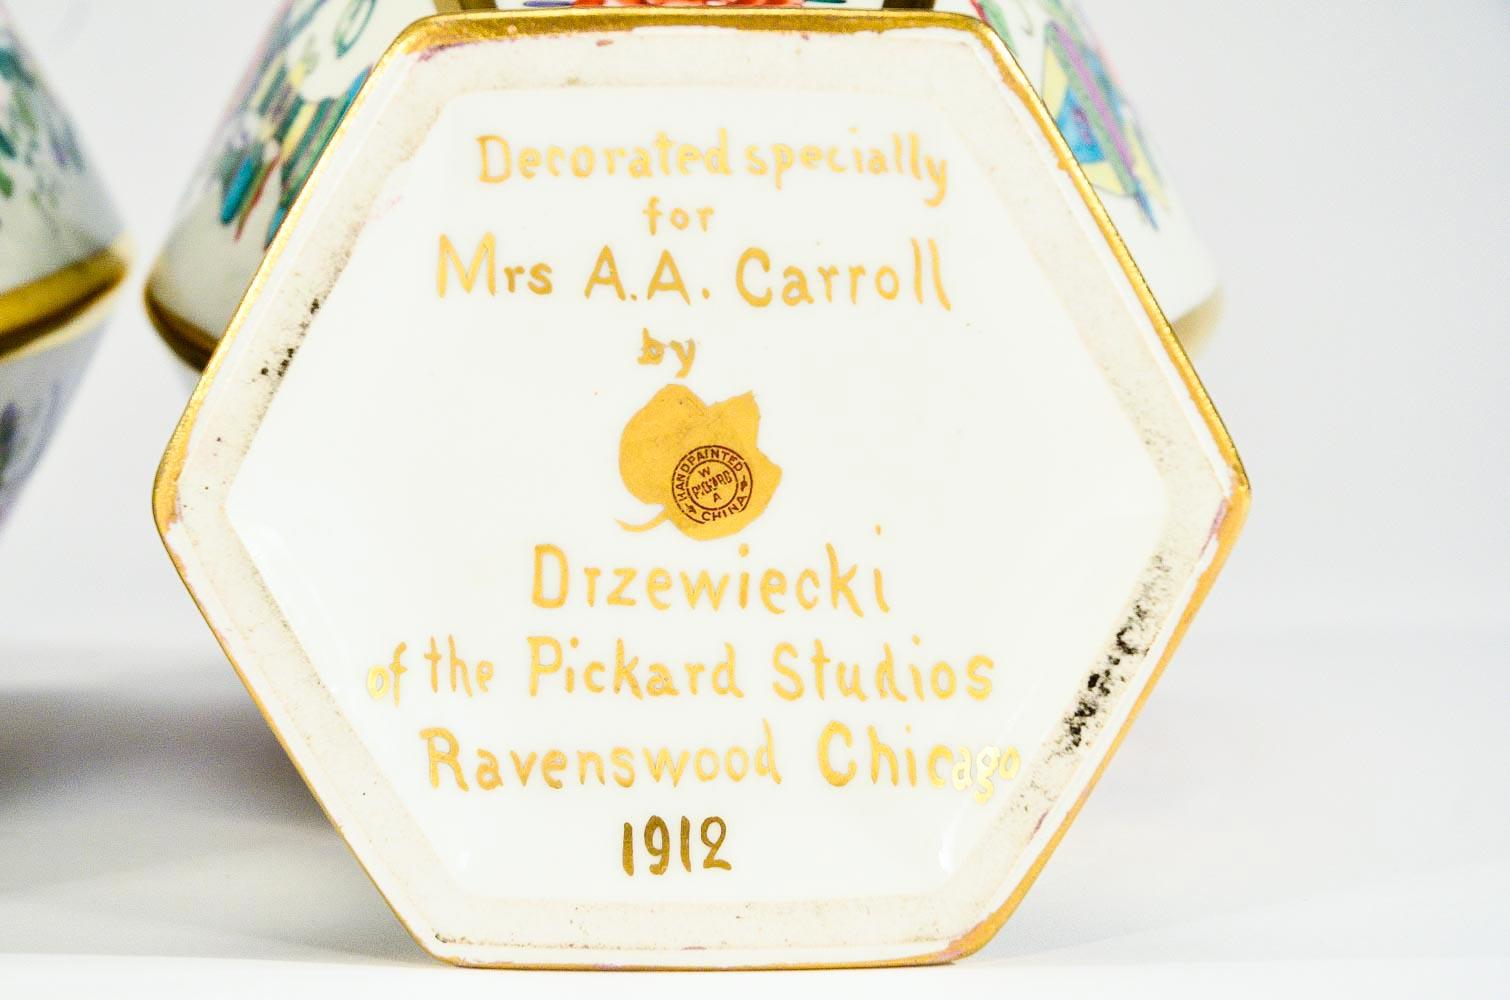 Decorated specially
for
Mrs A.A. Carroll
by
HANDPAINTED
W
PICKARD
A
CHINA
Drzewiecki
of the Pickard Studios
Ravenswood Chicago
1912